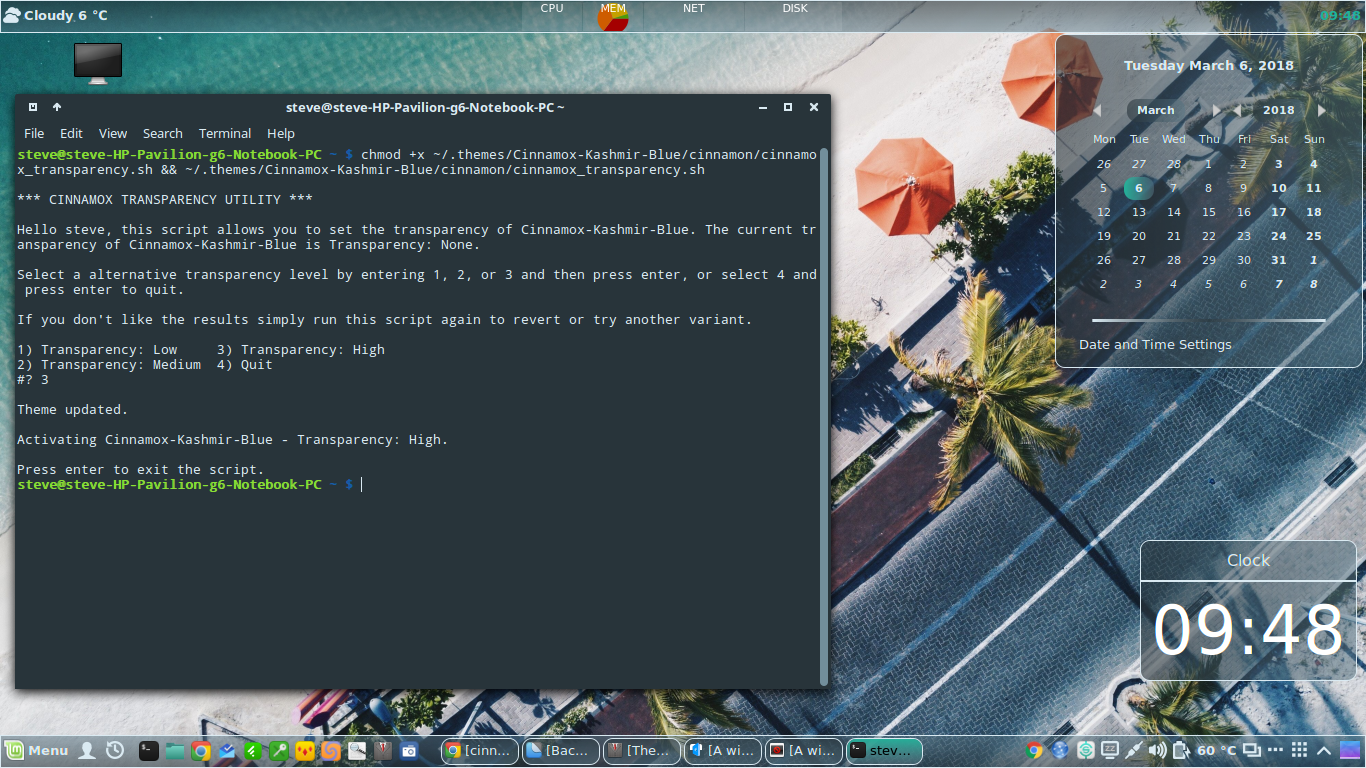 Cloudy 6 °C
CPU
MEM
NET
DISK
09:48
steve@steve-HP-Pavilion-g6-Notebook-PC ~
File Edit View Search Terminal Help
steve@steve-HP-Pavilion-g6-Notebook-PC ~ $ chmod +x ~/.themes/Cinnamox-Kashmir-Blue/cinnamon/cinnamo
x_transparency.sh && ~/.themes/Cinnamox-Kashmir-Blue/cinnamon/cinnamox_transparency.sh
*** CINNAMOX TRANSPARENCY UTILITY ***
Hello steve, this script allows you to set the transparency of Cinnamox-Kashmir-Blue. The current tr
ansparency of Cinnamox-Kashmir-Blue is Transparency: None.
Select a alternative transparency level by entering 1, 2, or 3 and then press enter, or select 4 and
press enter to quit.
If you don't like the results simply run this script again to revert or try another variant.
1) Transparency: Low 3) Transparency: High
2) Transparency: Medium 4) Quit
#? 3
Theme updated.
Activating Cinnamox-Kashmir-Blue - Transparency: High.
Press enter to exit the script.
steve@steve-HP-Pavilion-g6-Notebook-PC ~ $
Tuesday March 6, 2018
March 2018
Mon Tue Wed Thu Fri Sat Sun
26 27 28 1 2 3 4
5 6 7 8 9 10 11
12 13 14 15 16 17 18
19 20 21 22 23 24 25
26 27 28 29 30 31 1
2 3 4 5 6 7 8
Date and Time Settings
Clock
09:48
Menu
[cinn...
[Bac...
[The...
[A wi...
[A wi...
stev...
60 °C